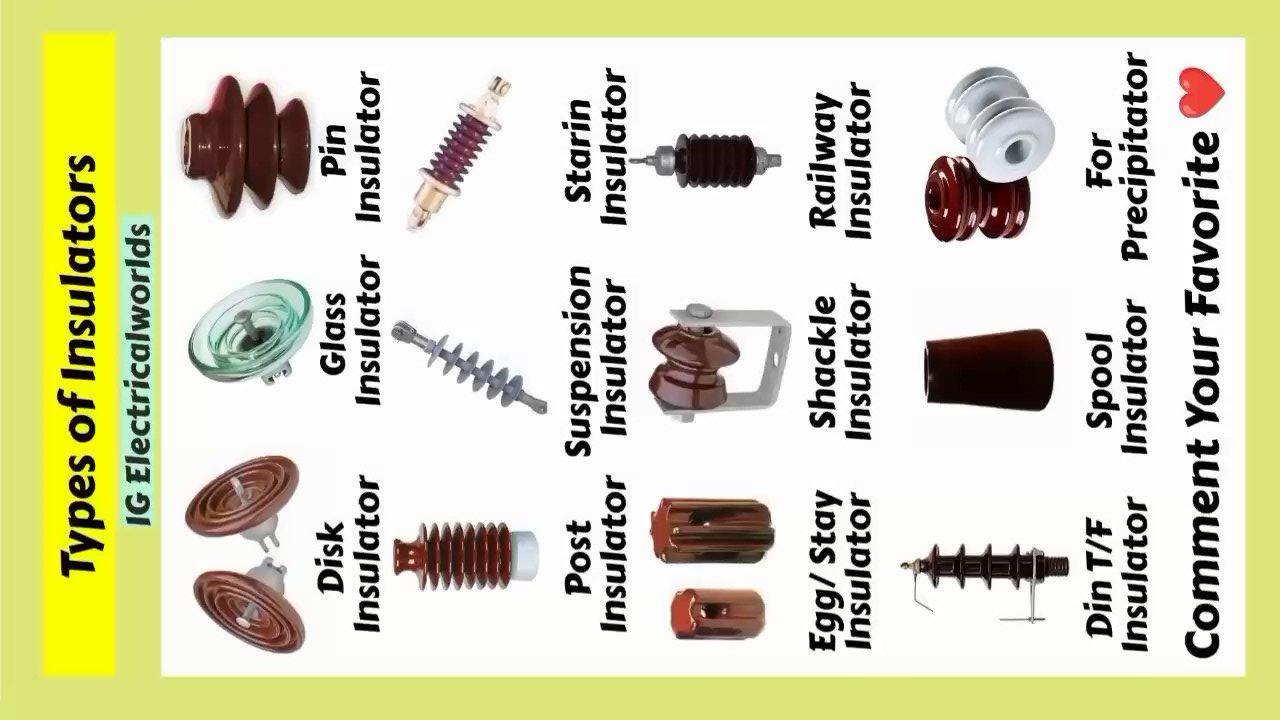 Types of Insulators
IG Electricalworlds
Disk
Insulator
Glass
Insulator
Pin
Insulator
Post
Insulator
Suspension
Insulator
Starin
Insulator
Egg/ Stay
Insulator
Shackle
Insulator
Railway
Insulator
Din T/F
Insulator
Spool
Insulator
For
Precipitator
Comment Your Favorite ❤